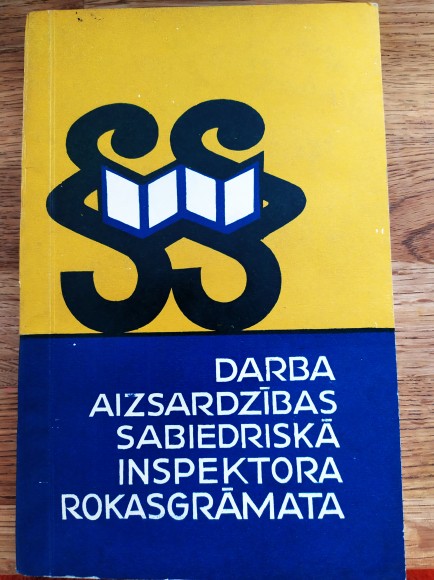 §§
DARBA
AIZSARDZĪBAS
SABIEDRISKĀ
INSPEKTORA
ROKASGRĀMATA